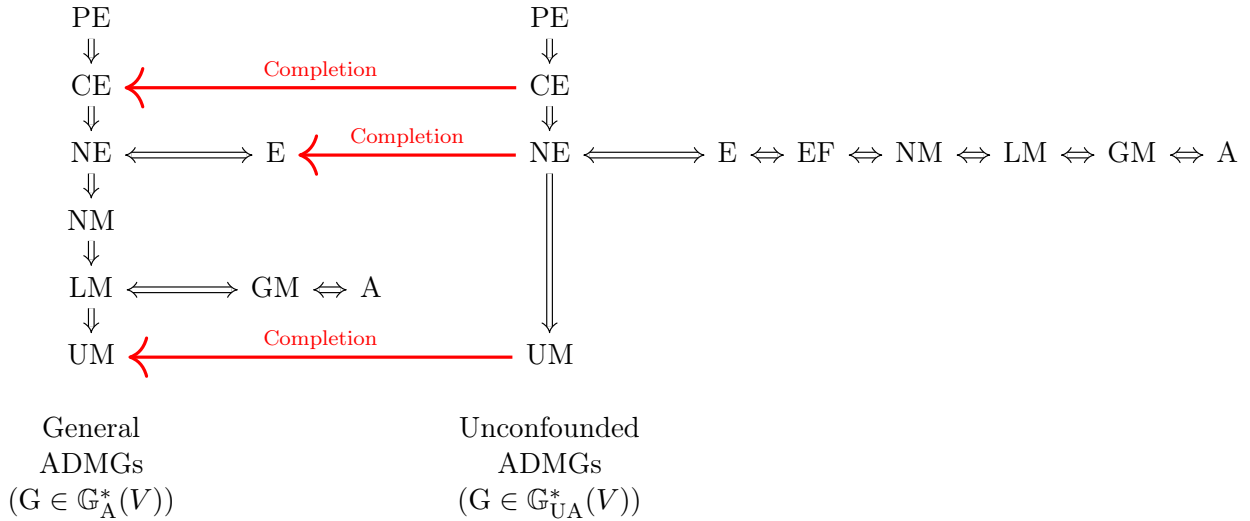 PE PE
Completion
CE CE
Completion
NE E NE E EF NM LM GM A
NM
LM GM A
Completion
UM UM
General Unconfounded
ADMGs ADMGs
(G ∈ 𝔾*_A(V)) (G ∈ 𝔾*_UA(V))